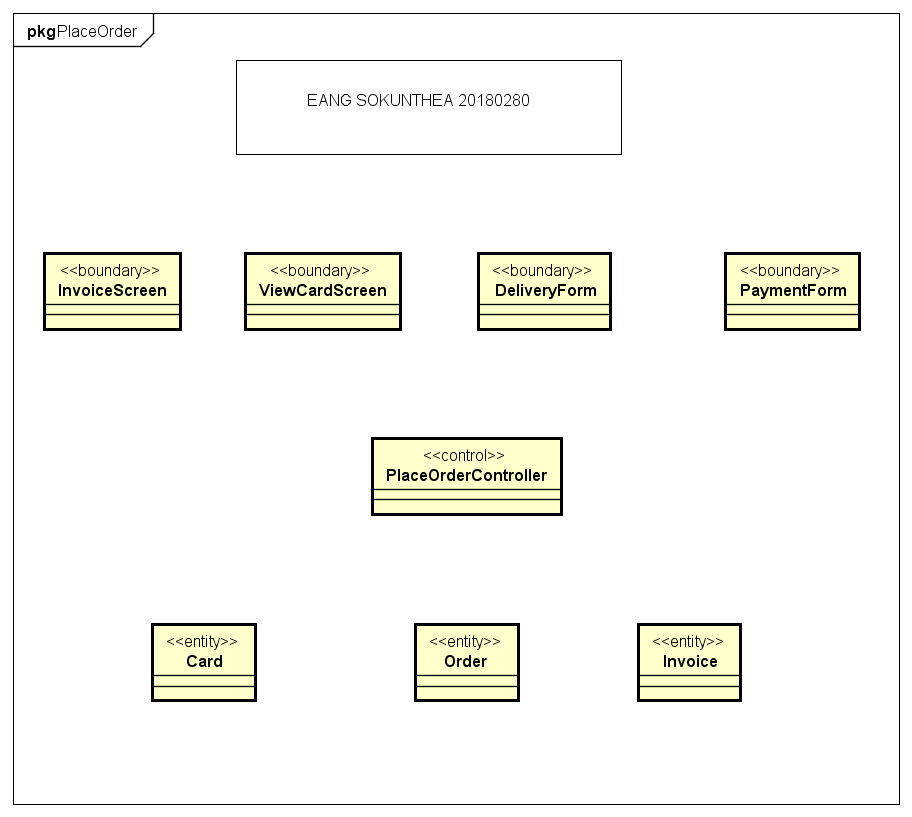 pkgPlaceOrder
EANG SOKUNTHEA 20180280
<<boundary>>
InvoiceScreen
<<boundary>>
ViewCardScreen
<<boundary>>
DeliveryForm
<<boundary>>
PaymentForm
<<control>>
PlaceOrderController
<<entity>>
Card
<<entity>>
Order
<<entity>>
Invoice